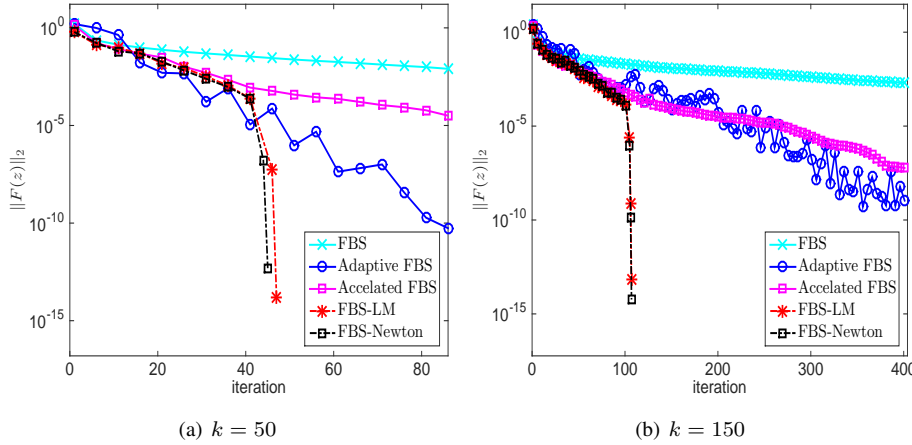 10^0
10^-5
10^-10
10^-15
||F(z)||_2
FBS
Adaptive FBS
Accelated FBS
FBS-LM
FBS-Newton
0 20 40 60 80
iteration
(a) k = 50
10^0
10^-5
10^-10
10^-15
||F(z)||_2
FBS
Adaptive FBS
Accelated FBS
FBS-LM
FBS-Newton
0 100 200 300 400
iteration
(b) k = 150